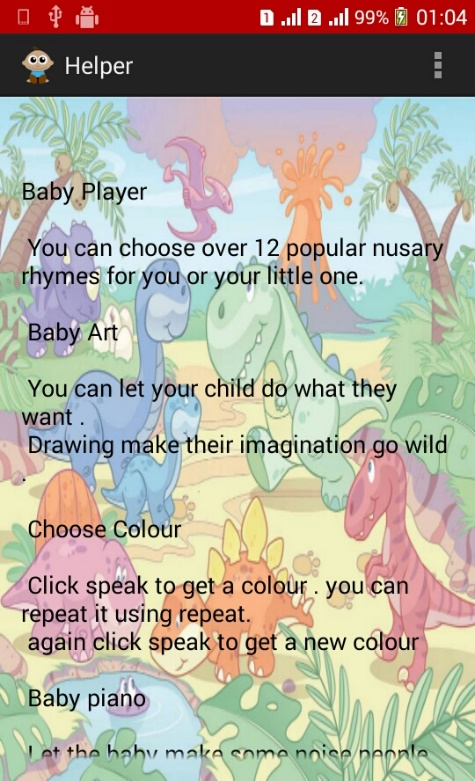 1 2 99% 01:04
Helper
Baby Player
You can choose over 12 popular nusary
rhymes for you or your little one.
Baby Art
You can let your child do what they
want .
Drawing make their imagination go wild
.
Choose Colour
Click speak to get a colour . you can
repeat it using repeat.
again click speak to get a new colour
Baby piano
Let the baby make some noise people